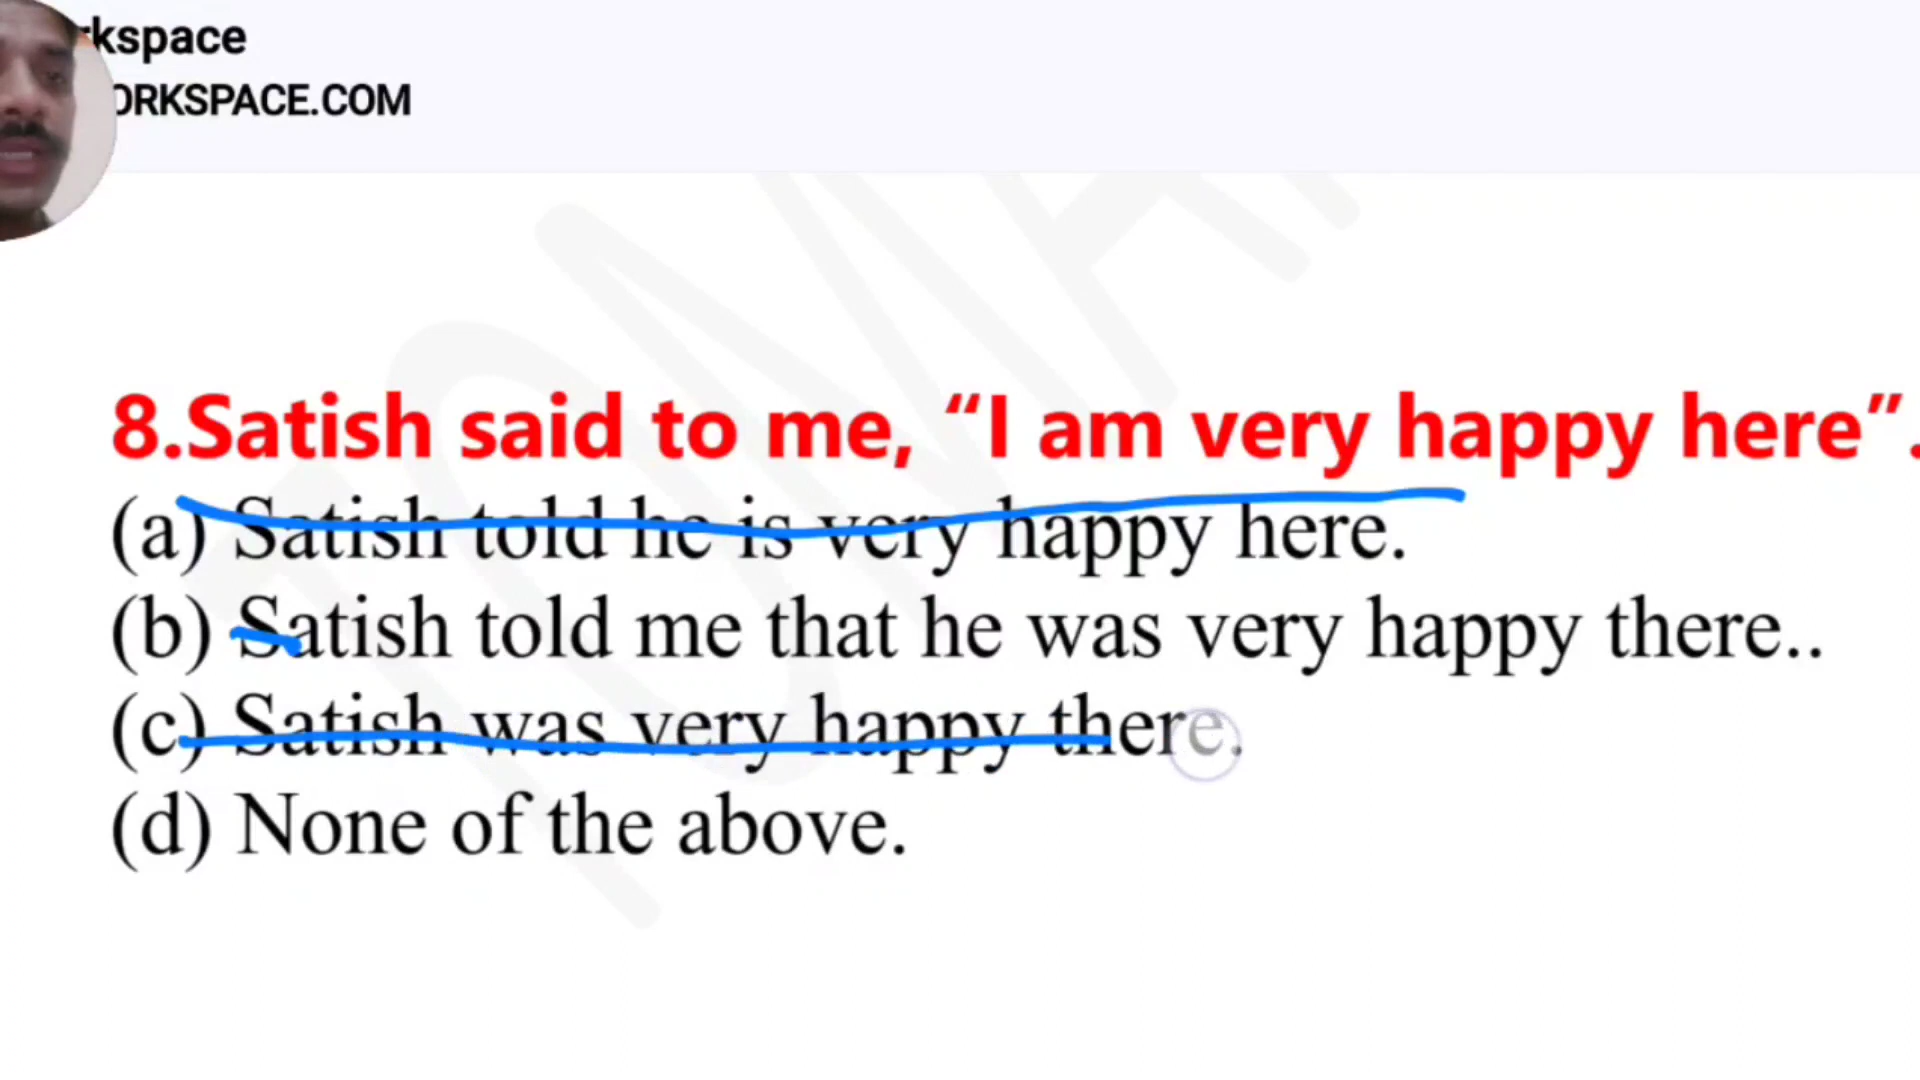 kspace
ORKSPACE.COM
8.Satish said to me, “I am very happy here”.
(a) Satish told he is very happy here.
(b) Satish told me that he was very happy there..
(c) Satish was very happy there.
(d) None of the above.